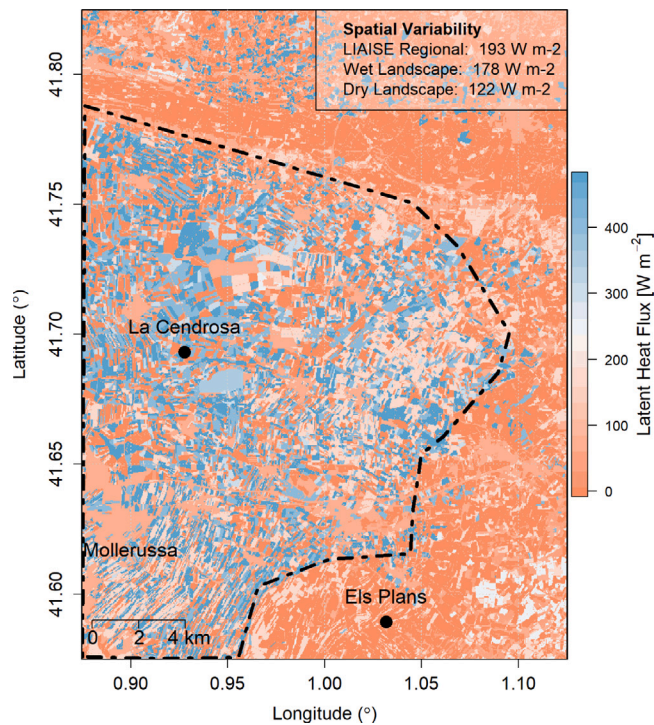 Spatial Variability
LIAISE Regional: 193 W m-2
Wet Landscape: 178 W m-2
Dry Landscape: 122 W m-2
41.80
41.75
41.70
41.65
41.60
Latitude (°)
La Cendrosa
Mollerussa
Els Plans
0 2 4 km
0.90 0.95 1.00 1.05 1.10
Longitude (°)
400
300
200
100
0
Latent Heat Flux [W m⁻²]